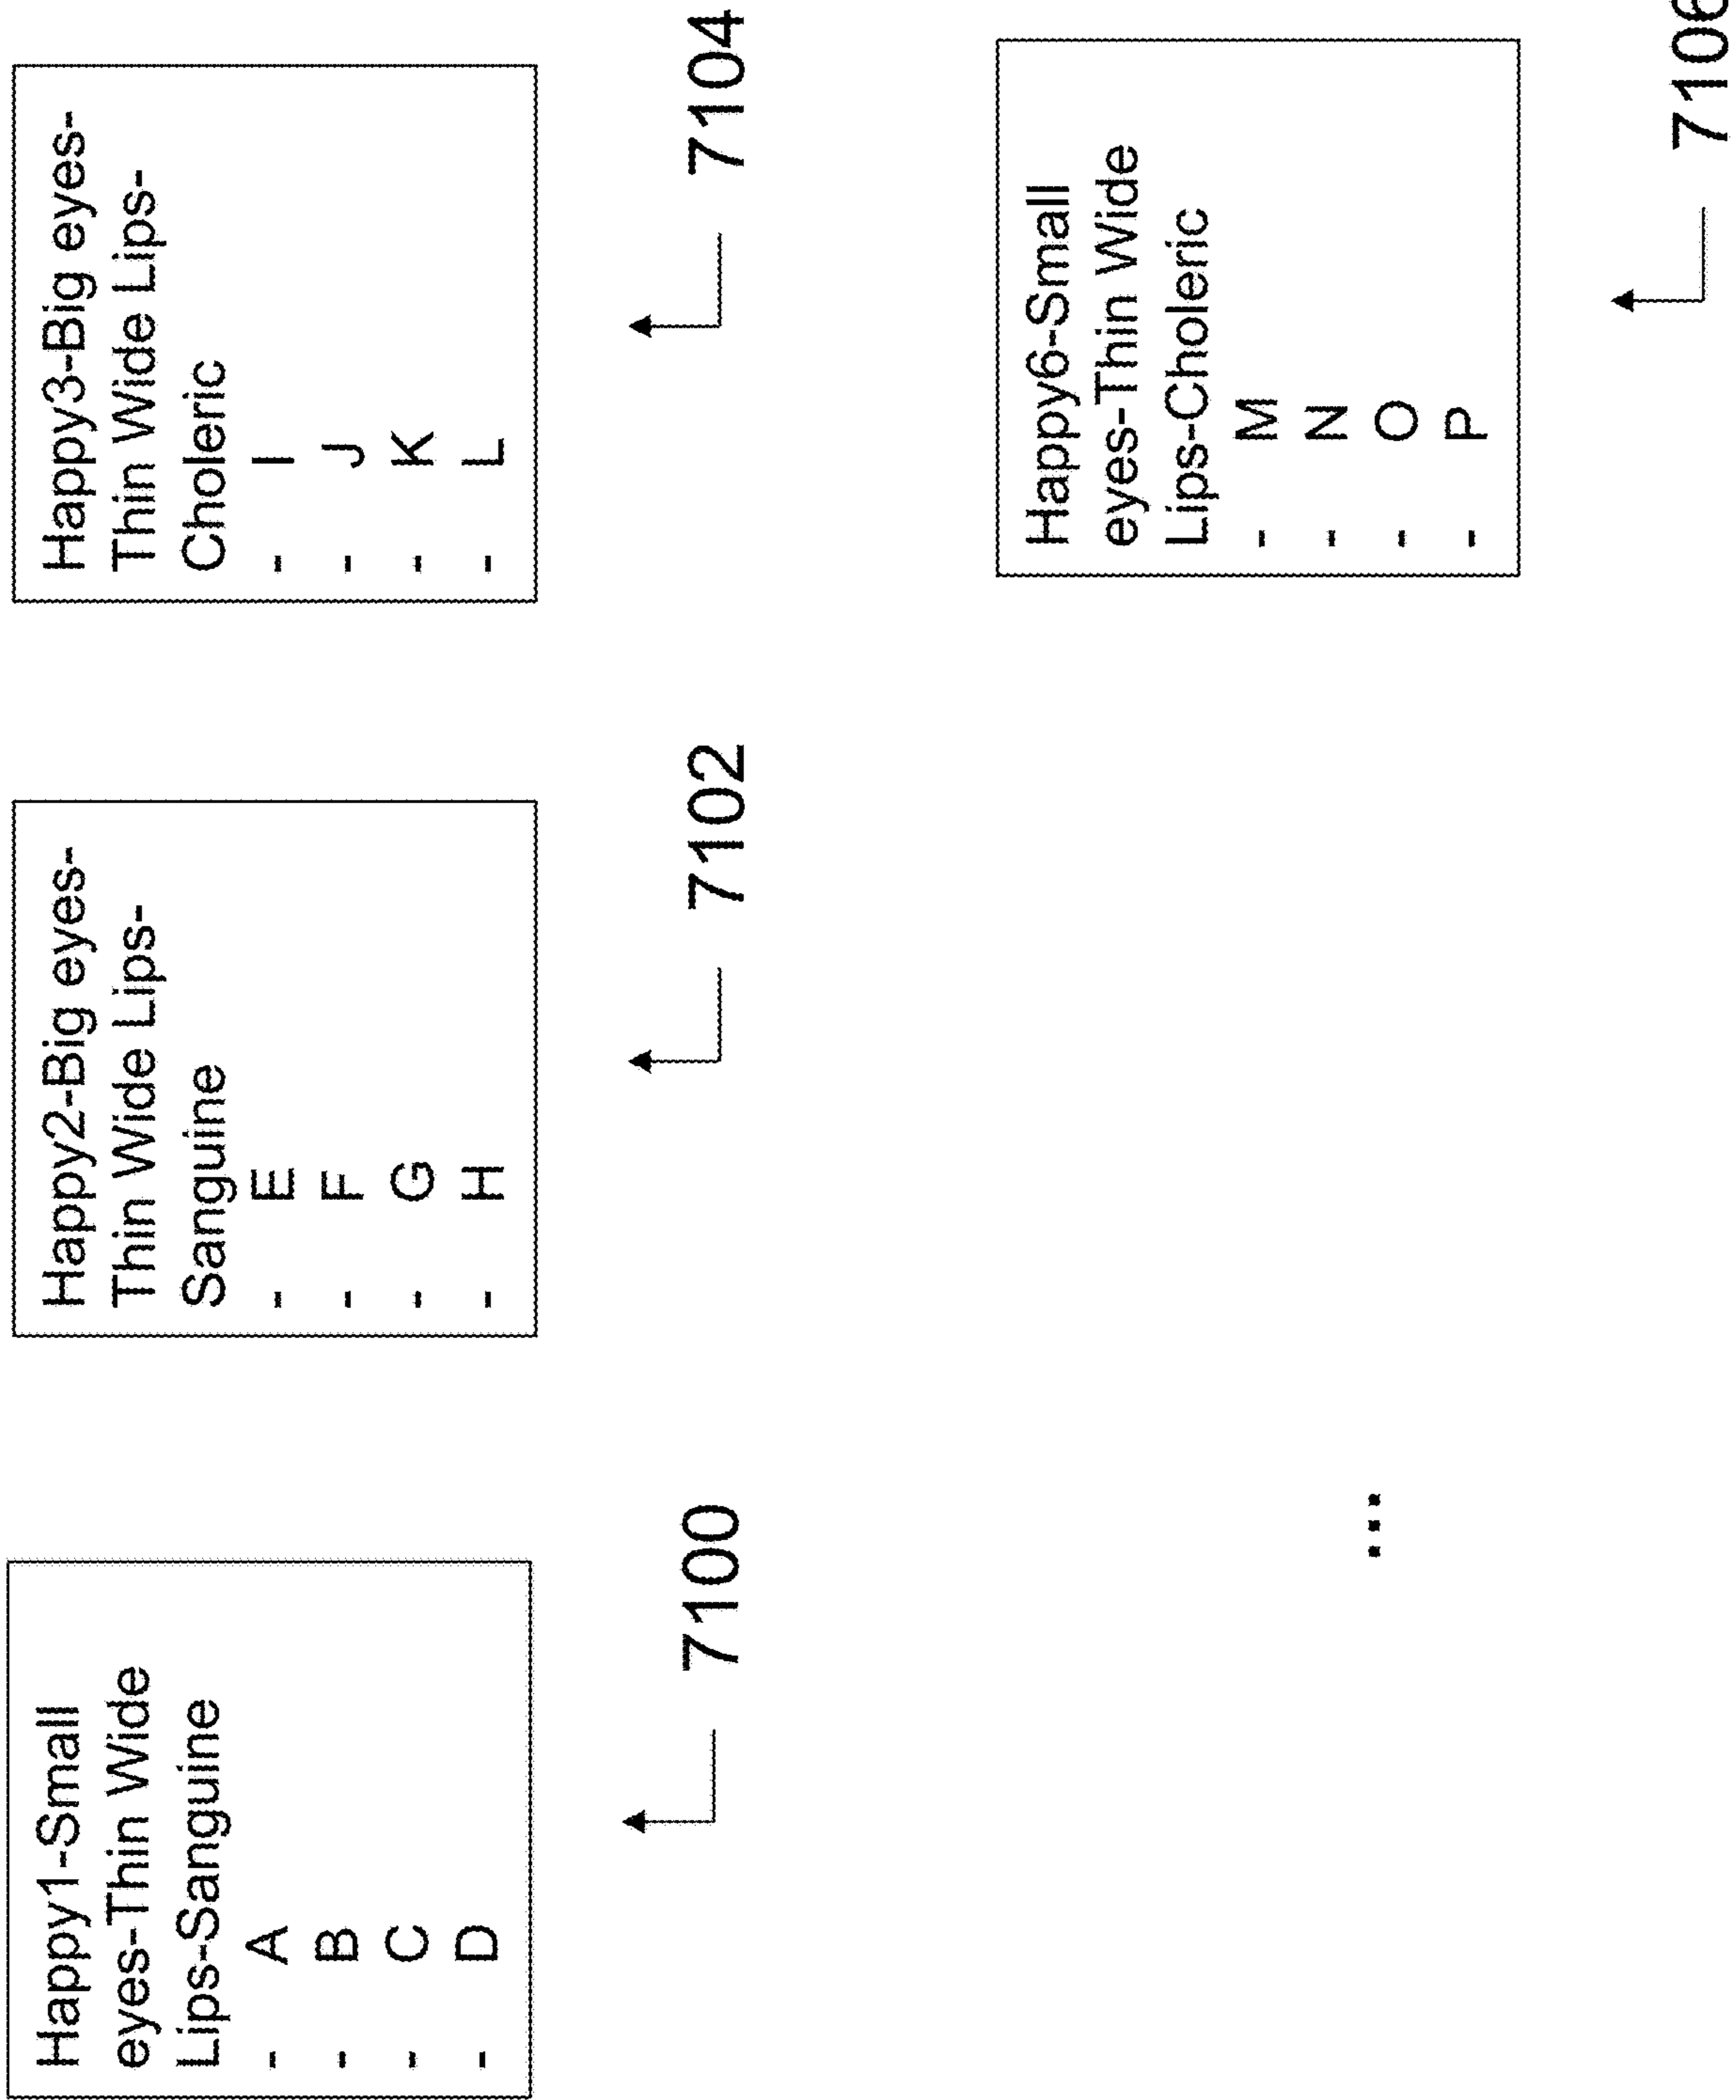 Happy1-Small
eyes-Thin Wide
Lips-Sanguine
- A
- B
- C
- D
7100
Happy2-Big eyes-
Thin Wide Lips-
Sanguine
- E
- F
- G
- H
7102
Happy3-Big eyes-
Thin Wide Lips-
Choleric
- I
- J
- K
- L
7104
...
Happy6-Small
eyes-Thin Wide
Lips-Choleric
- M
- N
- O
- P
7106